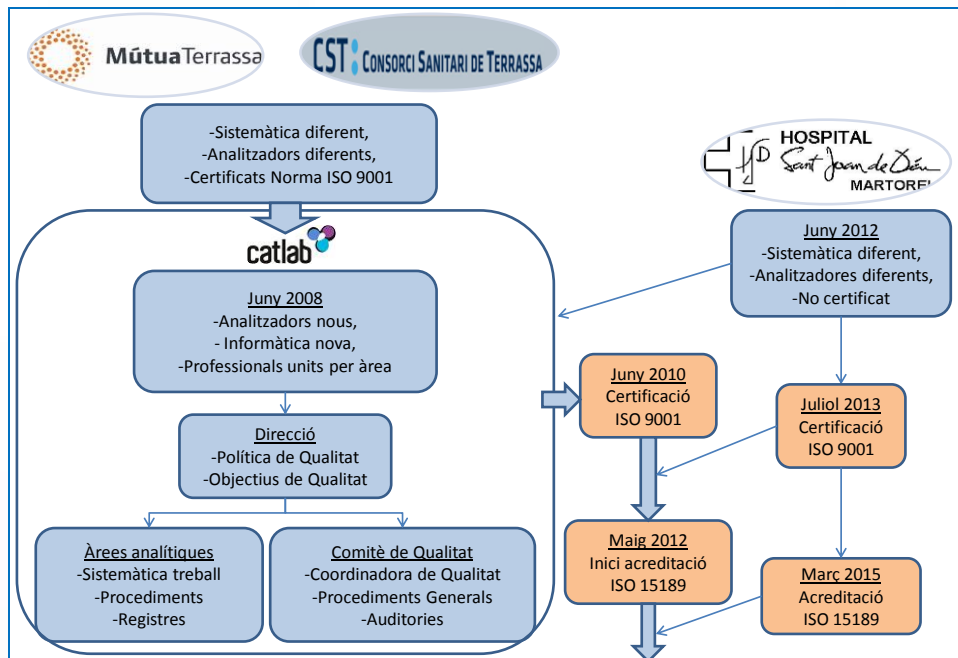 MútuaTerrassa
CST: CONSORCI SANITARI DE TERRASSA
-Sistemàtica diferent,
-Analitzadors diferents,
-Certificats Norma ISO 9001
HOSPITAL
Sant Joan de Déu
MARTOREL
catlab
Juny 2008
-Analitzadors nous,
- Informàtica nova,
-Professionals units per àrea
Direcció
-Política de Qualitat
-Objectius de Qualitat
Àrees analítiques
-Sistemàtica treball
-Procediments
-Registres
Comitè de Qualitat
-Coordinadora de Qualitat
-Procediments Generals
-Auditories
Juny 2010
Certificació
ISO 9001
Maig 2012
Inici acreditació
ISO 15189
Juny 2012
-Sistemàtica diferent,
-Analitzadores diferents,
-No certificat
Juliol 2013
Certificació
ISO 9001
Març 2015
Acreditació
ISO 15189